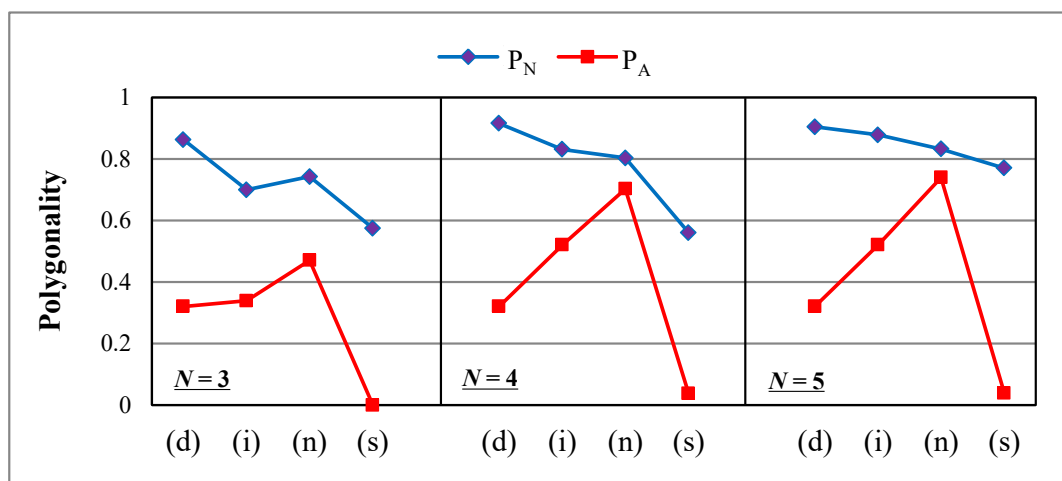 P_N P_A
1
0.8
0.6
0.4
0.2
0
Polygonality
N = 3 N = 4 N = 5
(d) (i) (n) (s) (d) (i) (n) (s) (d) (i) (n) (s)